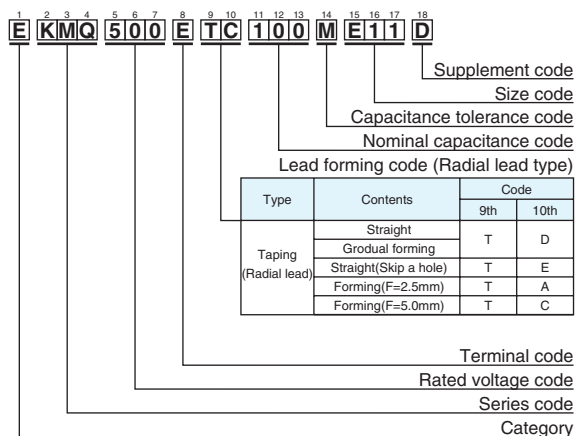 1 2 3 4 5 6 7 8 9 10 11 12 13 14 15 16 17 18
E KMQ 500 E TC 100 M E11 D
Supplement code
Size code
Capacitance tolerance code
Nominal capacitance code
Lead forming code (Radial lead type)
Type Contents Code
9th 10th
Taping (Radial lead)
Straight T D
Grodual forming
Straight(Skip a hole) T E
Forming(F=2.5mm) T A
Forming(F=5.0mm) T C
Terminal code
Rated voltage code
Series code
Category